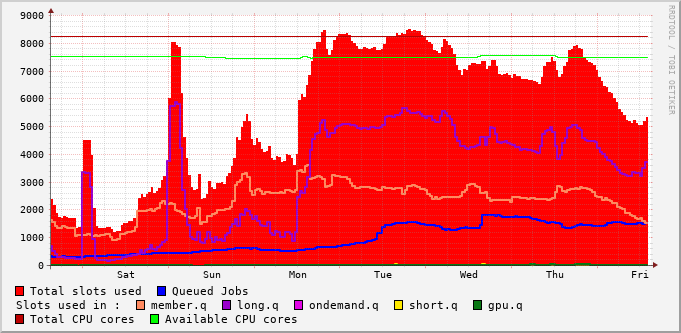 RRDTOOL / TOBI OETIKER
9000
8000
7000
6000
5000
4000
3000
2000
1000
0
Sat Sun Mon Tue Wed Thu Fri
Total slots used Queued Jobs
Slots used in : member.q long.q ondemand.q short.q gpu.q
Total CPU cores Available CPU cores